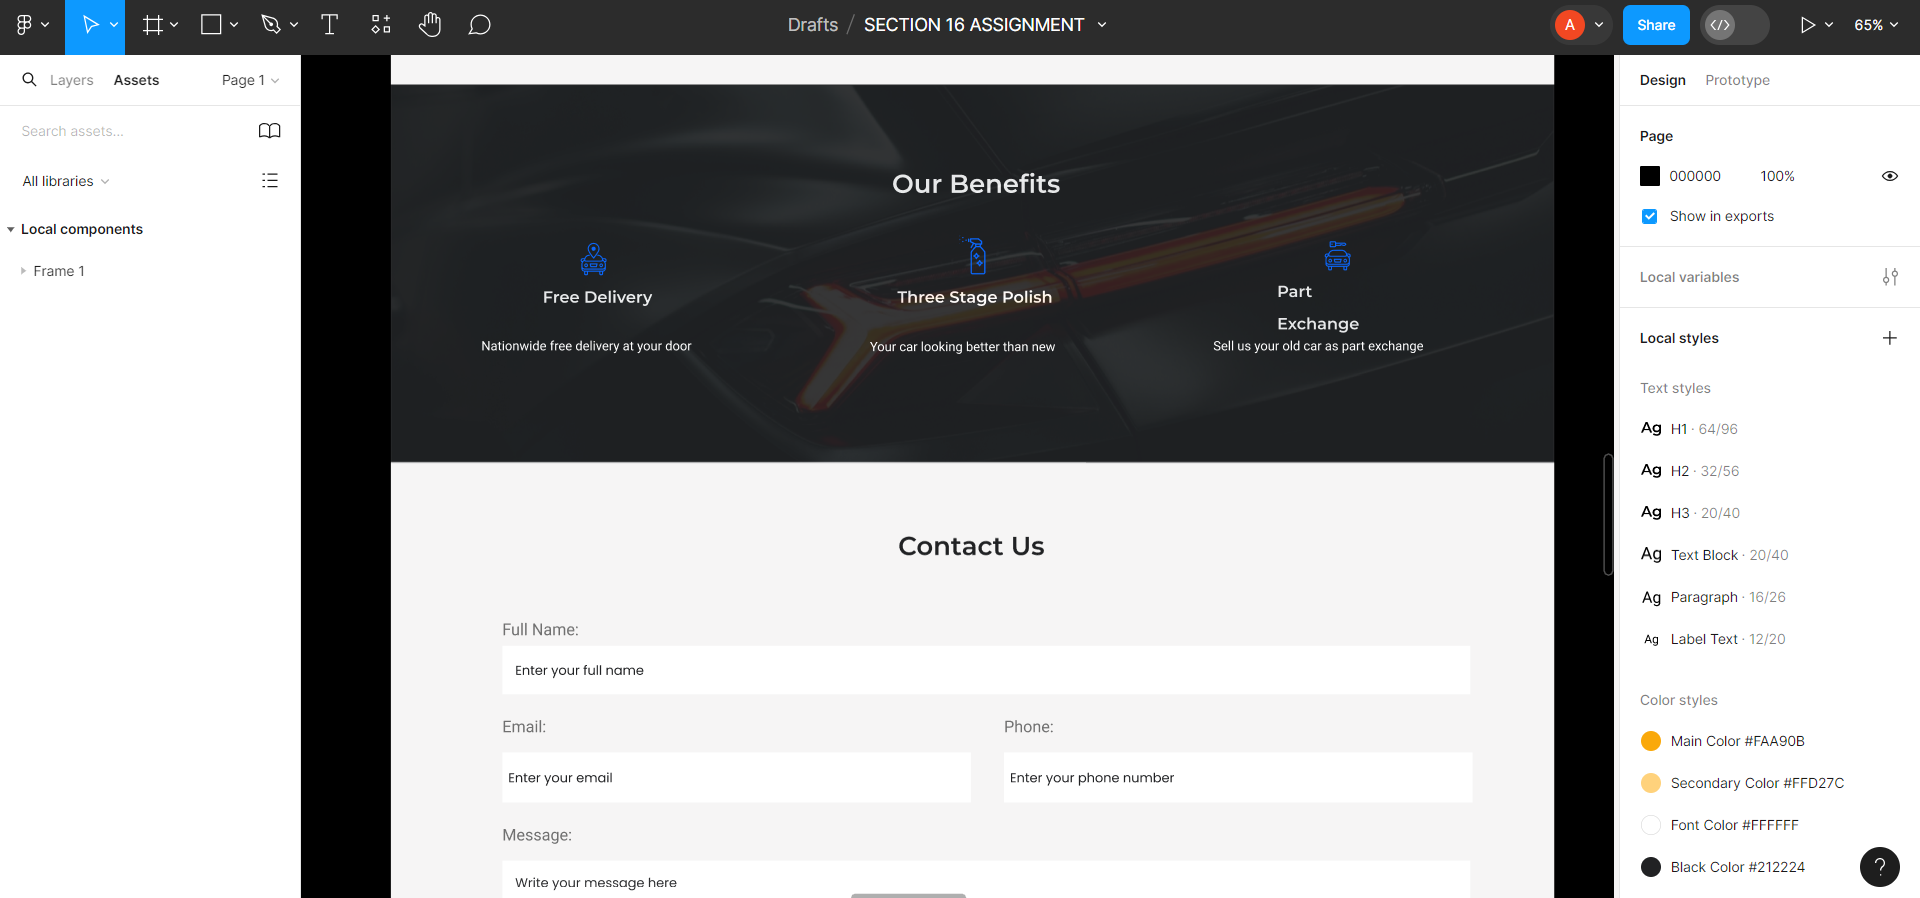 Drafts / SECTION 16 ASSIGNMENT
A
Share
65%
Layers
Assets
Page 1
Search assets...
All libraries
Local components
Frame 1
Our Benefits
Free Delivery
Nationwide free delivery at your door
Three Stage Polish
Your car looking better than new
Part
Exchange
Sell us your old car as part exchange
Contact Us
Full Name:
Enter your full name
Email:
Enter your email
Phone:
Enter your phone number
Message:
Write your message here
Design
Prototype
Page
000000
100%
Show in exports
Local variables
Local styles
Text styles
Ag H1 · 64/96
Ag H2 · 32/56
Ag H3 · 20/40
Ag Text Block · 20/40
Ag Paragraph · 16/26
Ag Label Text · 12/20
Color styles
Main Color #FAA90B
Secondary Color #FFD27C
Font Color #FFFFFF
Black Color #212224
?